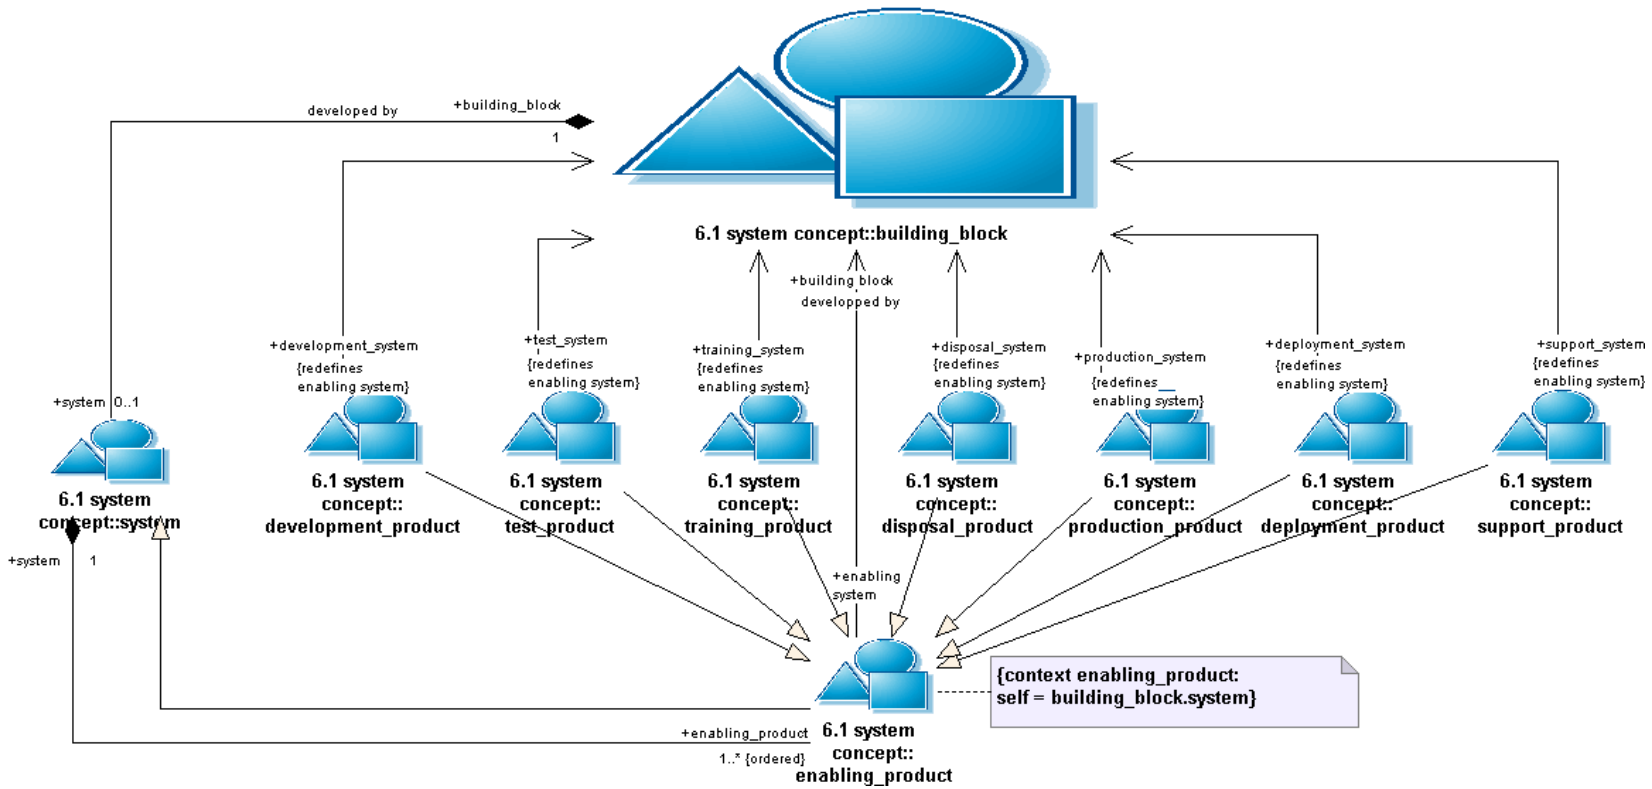 developed by
+building_block
1
6.1 system concept::building_block
+building block
developped by
+development_system
{redefines
enabling system}
+test_system
{redefines
enabling system}
+training_system
{redefines
enabling system}
+disposal_system
{redefines
enabling system}
+production_system
{redefines
enabling system}
+deployment_system
{redefines
enabling system}
+support_system
{redefines
enabling system}
+system
0..1
6.1 system
concept::system
6.1 system
concept::
development_product
6.1 system
concept::
test_product
6.1 system
concept::
training_product
6.1 system
concept::
disposal_product
6.1 system
concept::
production_product
6.1 system
concept::
deployment_product
6.1 system
concept::
support_product
+system
1
+enabling
system
{context enabling_product:
self = building_block.system}
+enabling_product
1..* {ordered}
6.1 system
concept::
enabling_product